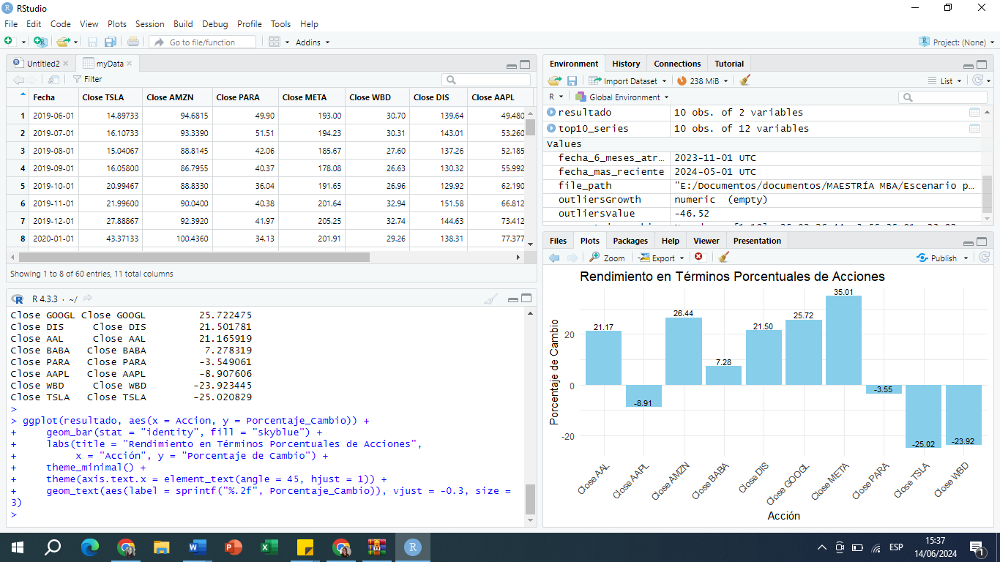 RStudio
File Edit Code View Plots Session Build Debug Profile Tools Help
Go to file/function Addins Project: (None)
Untitled2 myData
Filter
Fecha Close TSLA Close AMZN Close PARA Close META Close WBD Close DIS Close AAPL
1 2019-06-01 14.89733 94.6815 49.90 193.00 30.70 139.64 49.480
2 2019-07-01 16.10733 93.3390 51.51 194.23 30.31 143.01 53.260
3 2019-08-01 15.04067 88.8145 42.06 185.67 27.60 137.26 52.185
4 2019-09-01 16.05800 86.7955 40.37 178.08 26.63 130.32 55.992
5 2019-10-01 20.99467 88.8330 36.04 191.65 26.96 129.92 62.190
6 2019-11-01 21.99600 90.0400 40.38 201.64 32.94 151.58 66.812
7 2019-12-01 27.88867 92.3920 41.97 205.25 32.74 144.63 73.412
8 2020-01-01 43.37133 100.4360 34.13 201.91 29.26 138.31 77.377
Showing 1 to 8 of 60 entries, 11 total columns
R 4.3.3 · ~/
Close GOOGL Close GOOGL 25.722475
Close DIS Close DIS 21.501781
Close AAL Close AAL 21.165919
Close BABA Close BABA 7.278319
Close PARA Close PARA -3.549061
Close AAPL Close AAPL -8.907606
Close WBD Close WBD -23.923445
Close TSLA Close TSLA -25.020829
>
> ggplot(resultado, aes(x = Accion, y = Porcentaje_Cambio)) +
+ geom_bar(stat = "identity", fill = "skyblue") +
+ labs(title = "Rendimiento en Términos Porcentuales de Acciones",
+ x = "Acción", y = "Porcentaje de Cambio") +
+ theme_minimal() +
+ theme(axis.text.x = element_text(angle = 45, hjust = 1)) +
+ geom_text(aes(label = sprintf("%.2f", Porcentaje_Cambio)), vjust = -0.3, size =
3)
>
Environment History Connections Tutorial
Import Dataset 238 MiB List
R Global Environment
resultado 10 obs. of 2 variables
top10_series 10 obs. of 12 variables
Values
fecha_6_meses_atr… 2023-11-01 UTC
fecha_mas_reciente 2024-05-01 UTC
file_path "E:/Documentos/documentos/MAESTRÍA MBA/Escenario p…
outliersGrowth numeric (empty)
outliersValue -46.52
Files Plots Packages Help Viewer Presentation
Zoom Export Publish
Rendimiento en Términos Porcentuales de Acciones
Porcentaje de Cambio
20
0
-20
21.17
-8.91
26.44
7.28
21.50
25.72
35.01
-3.55
-25.02
-23.92
Close AAL
Close AAPL
Close AMZN
Close BABA
Close DIS
Close GOOGL
Close META
Close PARA
Close TSLA
Close WBD
Acción
ESP
15:37
14/06/2024
1